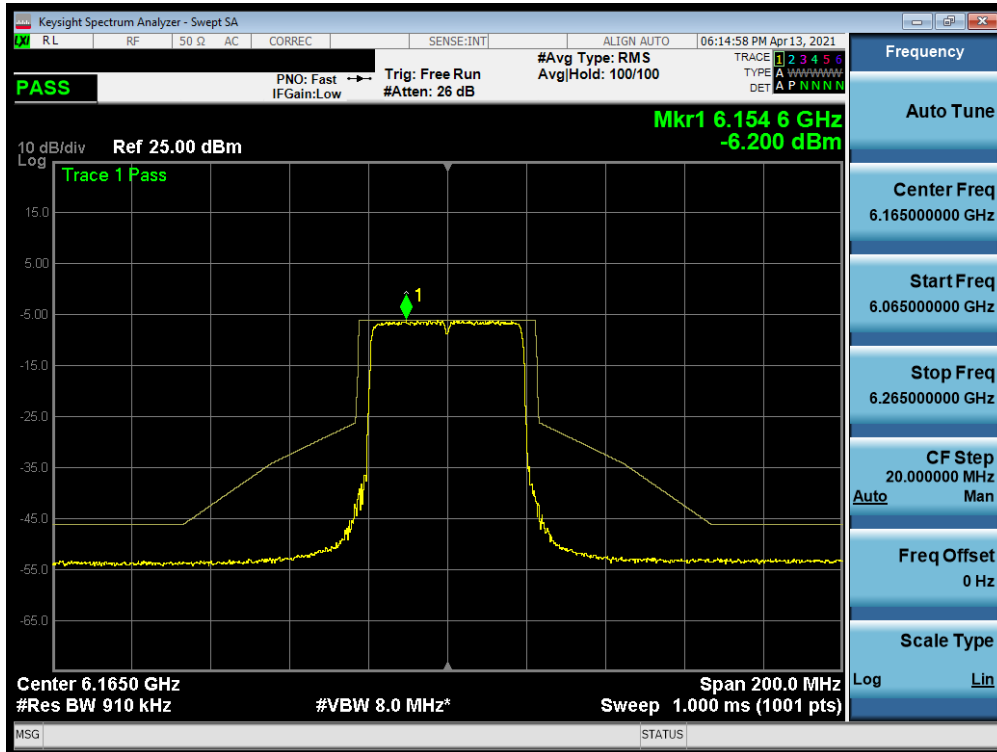 Keysight Spectrum Analyzer - Swept SA
LXI RL RF 50 Ω AC CORREC SENSE:INT ALIGN AUTO 06:14:58 PM Apr 13, 2021
PASS
PNO: Fast
IFGain:Low
Trig: Free Run
#Atten: 26 dB
#Avg Type: RMS
Avg|Hold: 100/100
TRACE 1 2 3 4 5 6
TYPE A WWWWW
DET A P N N N N
Mkr1 6.154 6 GHz
-6.200 dBm
10 dB/div Ref 25.00 dBm
Log
Trace 1 Pass
15.0
5.00
1
-5.00
-15.0
-25.0
-35.0
-45.0
-55.0
-65.0
Center 6.1650 GHz Span 200.0 MHz
#Res BW 910 kHz #VBW 8.0 MHz* Sweep 1.000 ms (1001 pts)
MSG STATUS
Frequency
Auto Tune
Center Freq
6.165000000 GHz
Start Freq
6.065000000 GHz
Stop Freq
6.265000000 GHz
CF Step
20.000000 MHz
Auto Man
Freq Offset
0 Hz
Scale Type
Log Lin